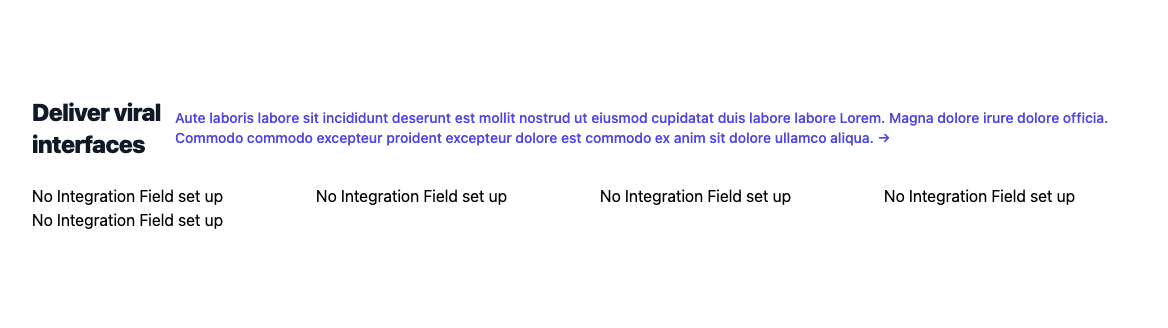 Deliver viral
interfaces
Aute laboris labore sit incididunt deserunt est mollit nostrud ut eiusmod cupidatat duis labore labore Lorem. Magna dolore irure dolore officia.
Commodo commodo excepteur proident excepteur dolore est commodo ex anim sit dolore ullamco aliqua. →
No Integration Field set up
No Integration Field set up
No Integration Field set up
No Integration Field set up
No Integration Field set up